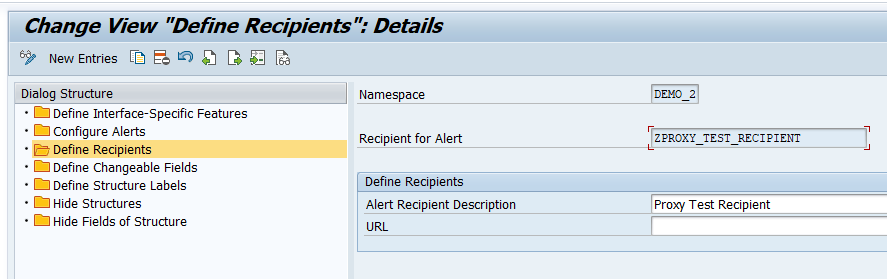 Change View "Define Recipients": Details
New Entries
Dialog Structure
Define Interface-Specific Features
Configure Alerts
Define Recipients
Define Changeable Fields
Define Structure Labels
Hide Structures
Hide Fields of Structure
Namespace DEMO_2
Recipient for Alert ZPROXY_TEST_RECIPIENT
Define Recipients
Alert Recipient Description Proxy Test Recipient
URL